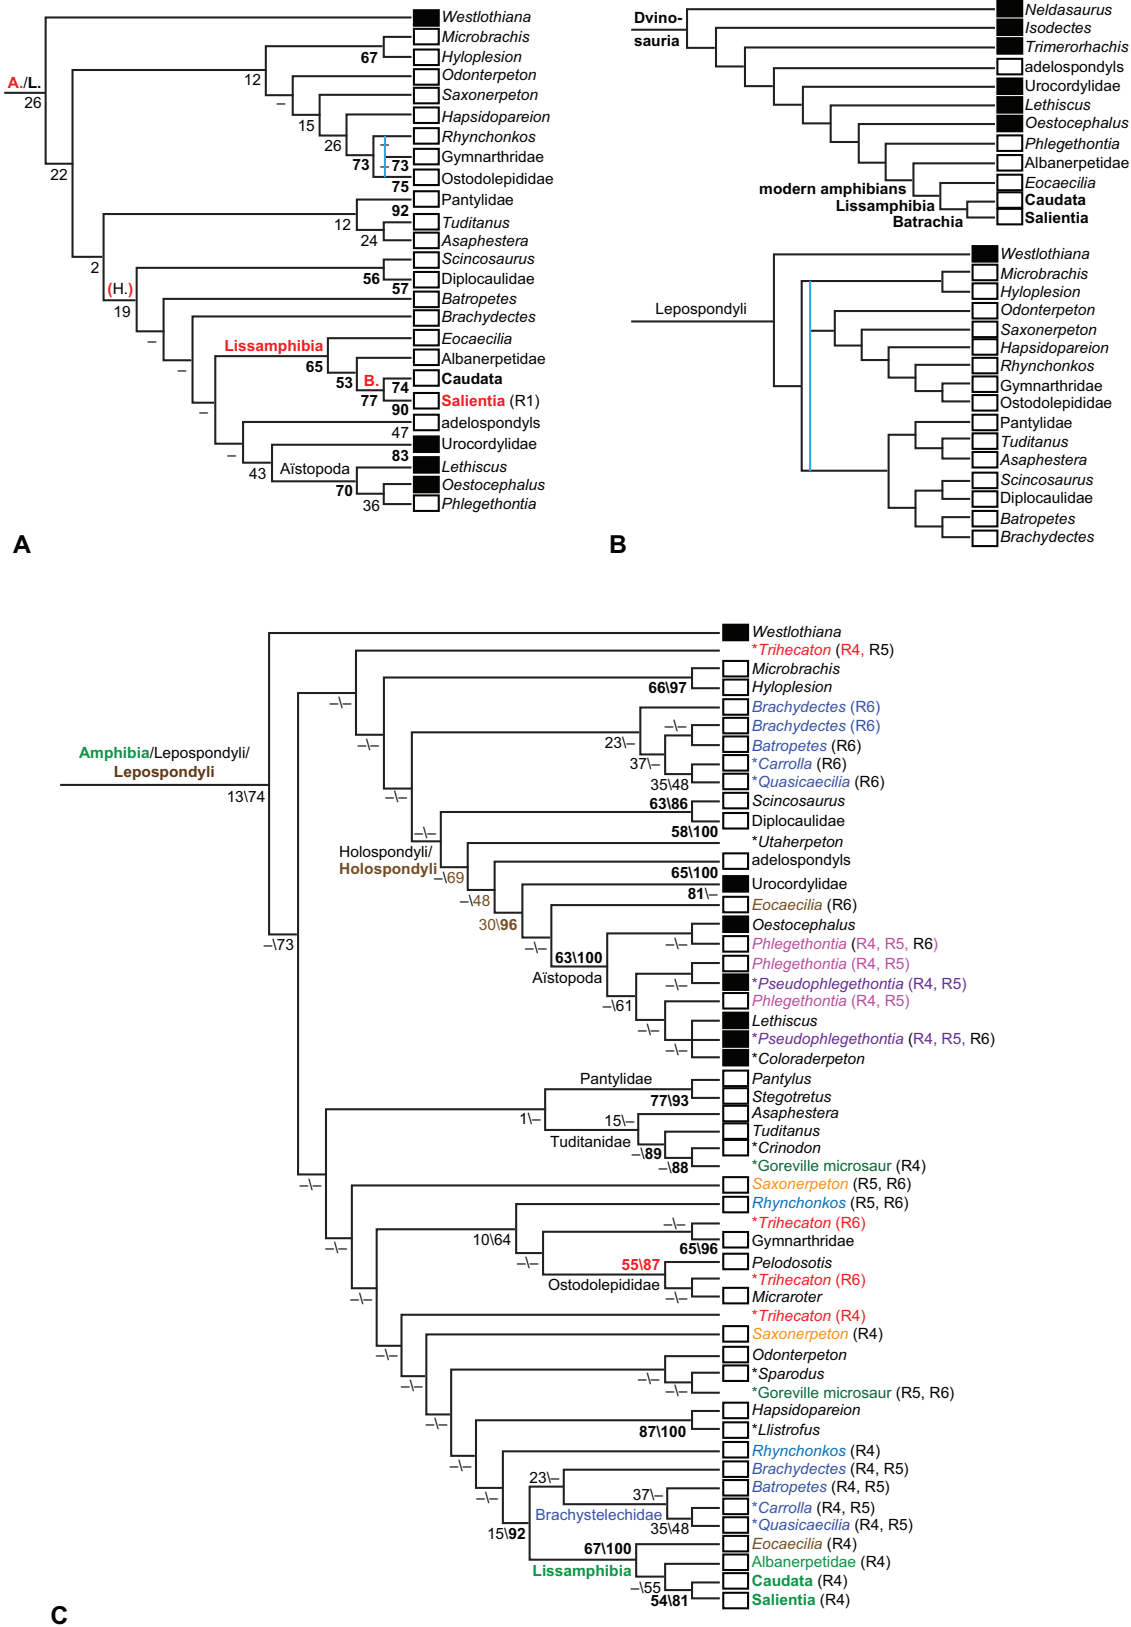 Westlothiana
Microbrachis
67
Hyloplesion
12
Odonterpeton
–
Saxonerpeton
A./L.
26
15
Hapsidopareion
26
Rhynchonkos
–
73
–73
Gymnarthridae
75
Ostodolepididae
22
92
Pantylidae
12
Tuditanus
24
Asaphestera
2
Scincosaurus
(H.)
56
Diplocaulidae
57
19
Batropetes
–
Brachydectes
–
Eocaecilia
Lissamphibia
65
Albanerpetidae
53
B.
74
Caudata
77
90
Salientia (R1)
–
adelospondyls
47
–
Urocordylidae
83
43
Aïstopoda
Lethiscus
70
Oestocephalus
36
Phlegethontia
A
Dvino-
sauria
Neldasaurus
Isodectes
Trimerorhachis
adelospondyls
Urocordylidae
Lethiscus
Oestocephalus
Phlegethontia
Albanerpetidae
modern amphibians
Eocaecilia
Lissamphibia
Caudata
Batrachia
Salientia
Westlothiana
Microbrachis
Hyloplesion
Lepospondyli
Odonterpeton
Saxonerpeton
Hapsidopareion
Rhynchonkos
Gymnarthridae
Ostodolepididae
Pantylidae
Tuditanus
Asaphestera
Scincosaurus
Diplocaulidae
Batropetes
Brachydectes
B
Westlothiana
*Trihecaton (R4, R5)
–\–
Microbrachis
66\97
Hyloplesion
–\–
Brachydectes (R6)
–\–
Brachydectes (R6)
23\–
Batropetes (R6)
37\–
*Carrolla (R6)
35\48
*Quasicaecilia (R6)
Amphibia/Lepospondyli/
Lepospondyli
13\74
63\86
Scincosaurus
58\100
Diplocaulidae
–\–
*Utaherpeton
Holospondyli/
Holospondyli
–\69
adelospondyls
65\100
Urocordylidae
81\–
–\48
Eocaecilia (R6)
30\96
Oestocephalus
–\–
Phlegethontia (R4, R5, R6)
–\73
63\100
Aïstopoda
Phlegethontia (R4, R5)
–\–
*Pseudophlegethontia (R4, R5)
–\61
Phlegethontia (R4, R5)
–\–
Lethiscus
*Pseudophlegethontia (R4, R5, R6)
–\–
*Coloraderpeton
Pantylidae
Pantylus
77\93
Stegotretus
1\–
15\–
Asaphestera
Tuditanidae
Tuditanus
–\89
*Crinodon
–\88
*Goreville microsaur (R4)
–\–
Saxonerpeton (R5, R6)
Rhynchonkos (R5, R6)
–\–
*Trihecaton (R6)
10\64
Gymnarthridae
65\96
–\–
–\–
55\87
Pelodosotis
Ostodolepididae
*Trihecaton (R6)
–\–
Micraroter
–\–
*Trihecaton (R4)
Saxonerpeton (R4)
–\–
Odonterpeton
–\–
*Sparodus
–\–
–\–
*Goreville microsaur (R5, R6)
–\–
Hapsidopareion
87\100
*Llistrofus
–\–
Rhynchonkos (R4)
Brachydectes (R4, R5)
–\–
23\–
37\–
Batropetes (R4, R5)
Brachystelechidae
*Carrolla (R4, R5)
35\48
*Quasicaecilia (R4, R5)
15\92
67\100
Eocaecilia (R4)
Lissamphibia
Albanerpetidae (R4)
–\55
Caudata (R4)
54\81
Salientia (R4)
C